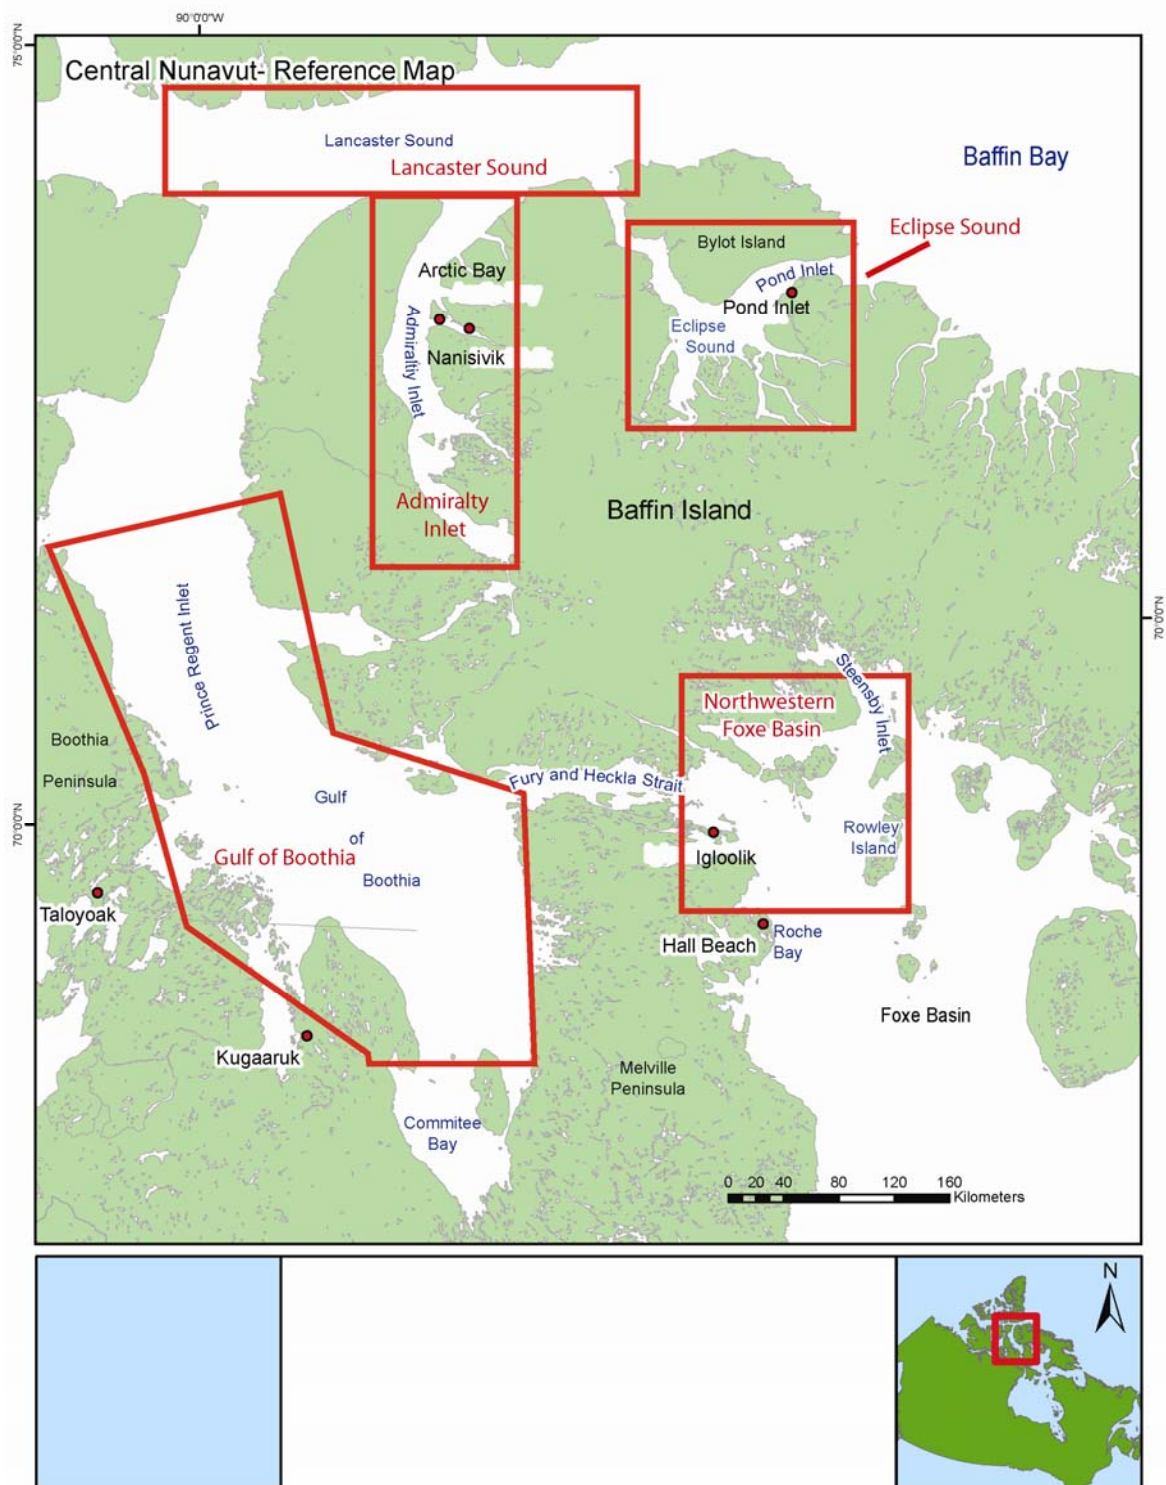 90°0'0"W
75°0'0"N
Central Nunavut- Reference Map
Lancaster Sound
Lancaster Sound
Baffin Bay
Eclipse Sound
Bylot Island
Pond Inlet
Pond Inlet
Eclipse
Sound
Arctic Bay
Admiraltiy Inlet
Nanisivik
Admiralty
Inlet
Baffin Island
Prince Regent Inlet
70°0'0"N
Steensby Inlet
Northwestern
Foxe Basin
Boothia
Peninsula
Fury and Heckla Strait
Gulf
of
Boothia
Gulf of Boothia
70°0'0"N
Rowley
Island
Igloolik
Taloyoak
Hall Beach
Roche
Bay
Foxe Basin
Kugaaruk
Melville
Peninsula
Commitee
Bay
0 20 40 80 120 160
Kilometers
N